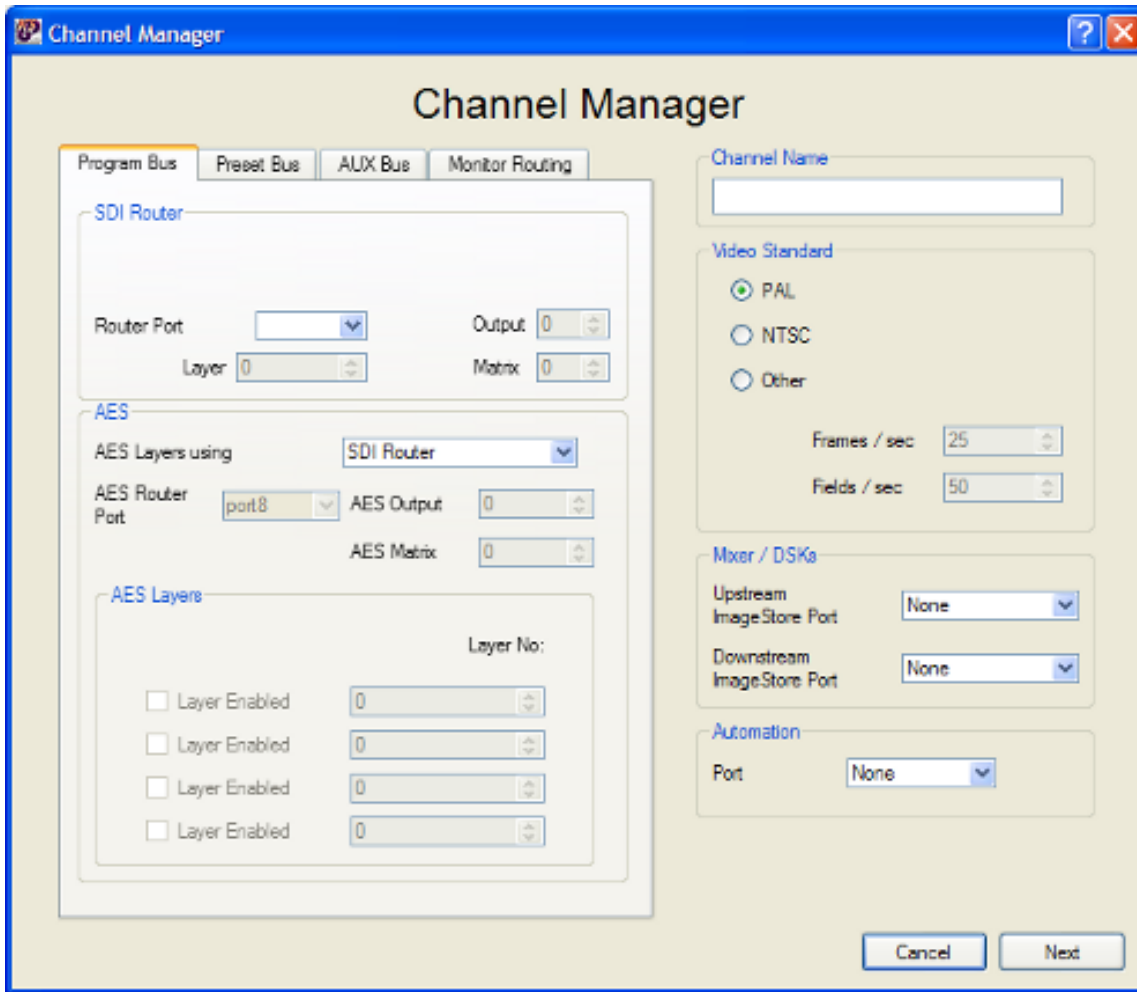 Channel Manager
Channel Manager
Program Bus
Preset Bus
AUX Bus
Monitor Routing
SDI Router
Router Port
Output 0
Layer 0
Matrix 0
AES
AES Layers using SDI Router
AES Router
Port
port8
AES Output 0
AES Matrix 0
AES Layers
Layer No:
Layer Enabled 0
Layer Enabled 0
Layer Enabled 0
Layer Enabled 0
Channel Name
Video Standard
PAL
NTSC
Other
Frames / sec 25
Fields / sec 50
Mixer / DSKs
Upstream
ImageStore Port
None
Downstream
ImageStore Port
None
Automation
Port None
Cancel
Next